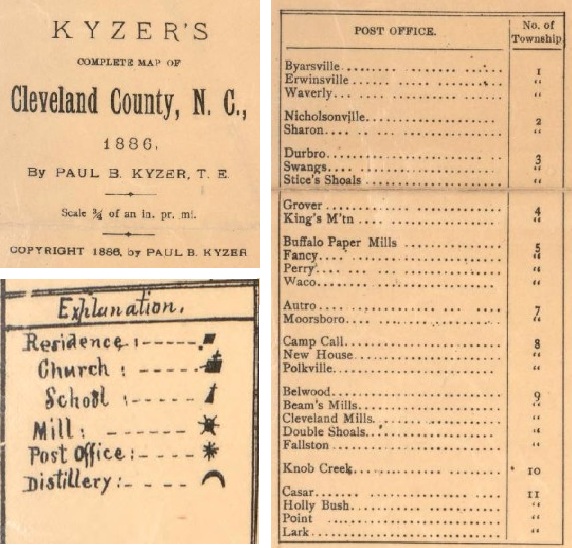 KYZER'S
COMPLETE MAP OF
Cleveland County, N. C.,
1886.
By PAUL B. KYZER, T. E.
Scale ¾ of an in. pr. mi.
COPYRIGHT 1886, by PAUL B. KYZER
Explanation.
Residence:-----
Church :----
School :-----
Mill:-----
Post Office:---
Distillery:----
POST OFFICE. No. of Township
Byarsville 1
Erwinsville "
Waverly "
Nicholsonville 2
Sharon "
Durbro 3
Swangs "
Stice's Shoals "
Grover 4
King's M'tn "
Buffalo Paper Mills 5
Fancy "
Perry "
Waco "
Autro 7
Moorsboro "
Camp Call 8
New House "
Polkville "
Belwood 9
Beam's Mills "
Cleveland Mills "
Double Shoals "
Fallston "
Knob Creek 10
Casar 11
Holly Bush "
Point "
Lark "